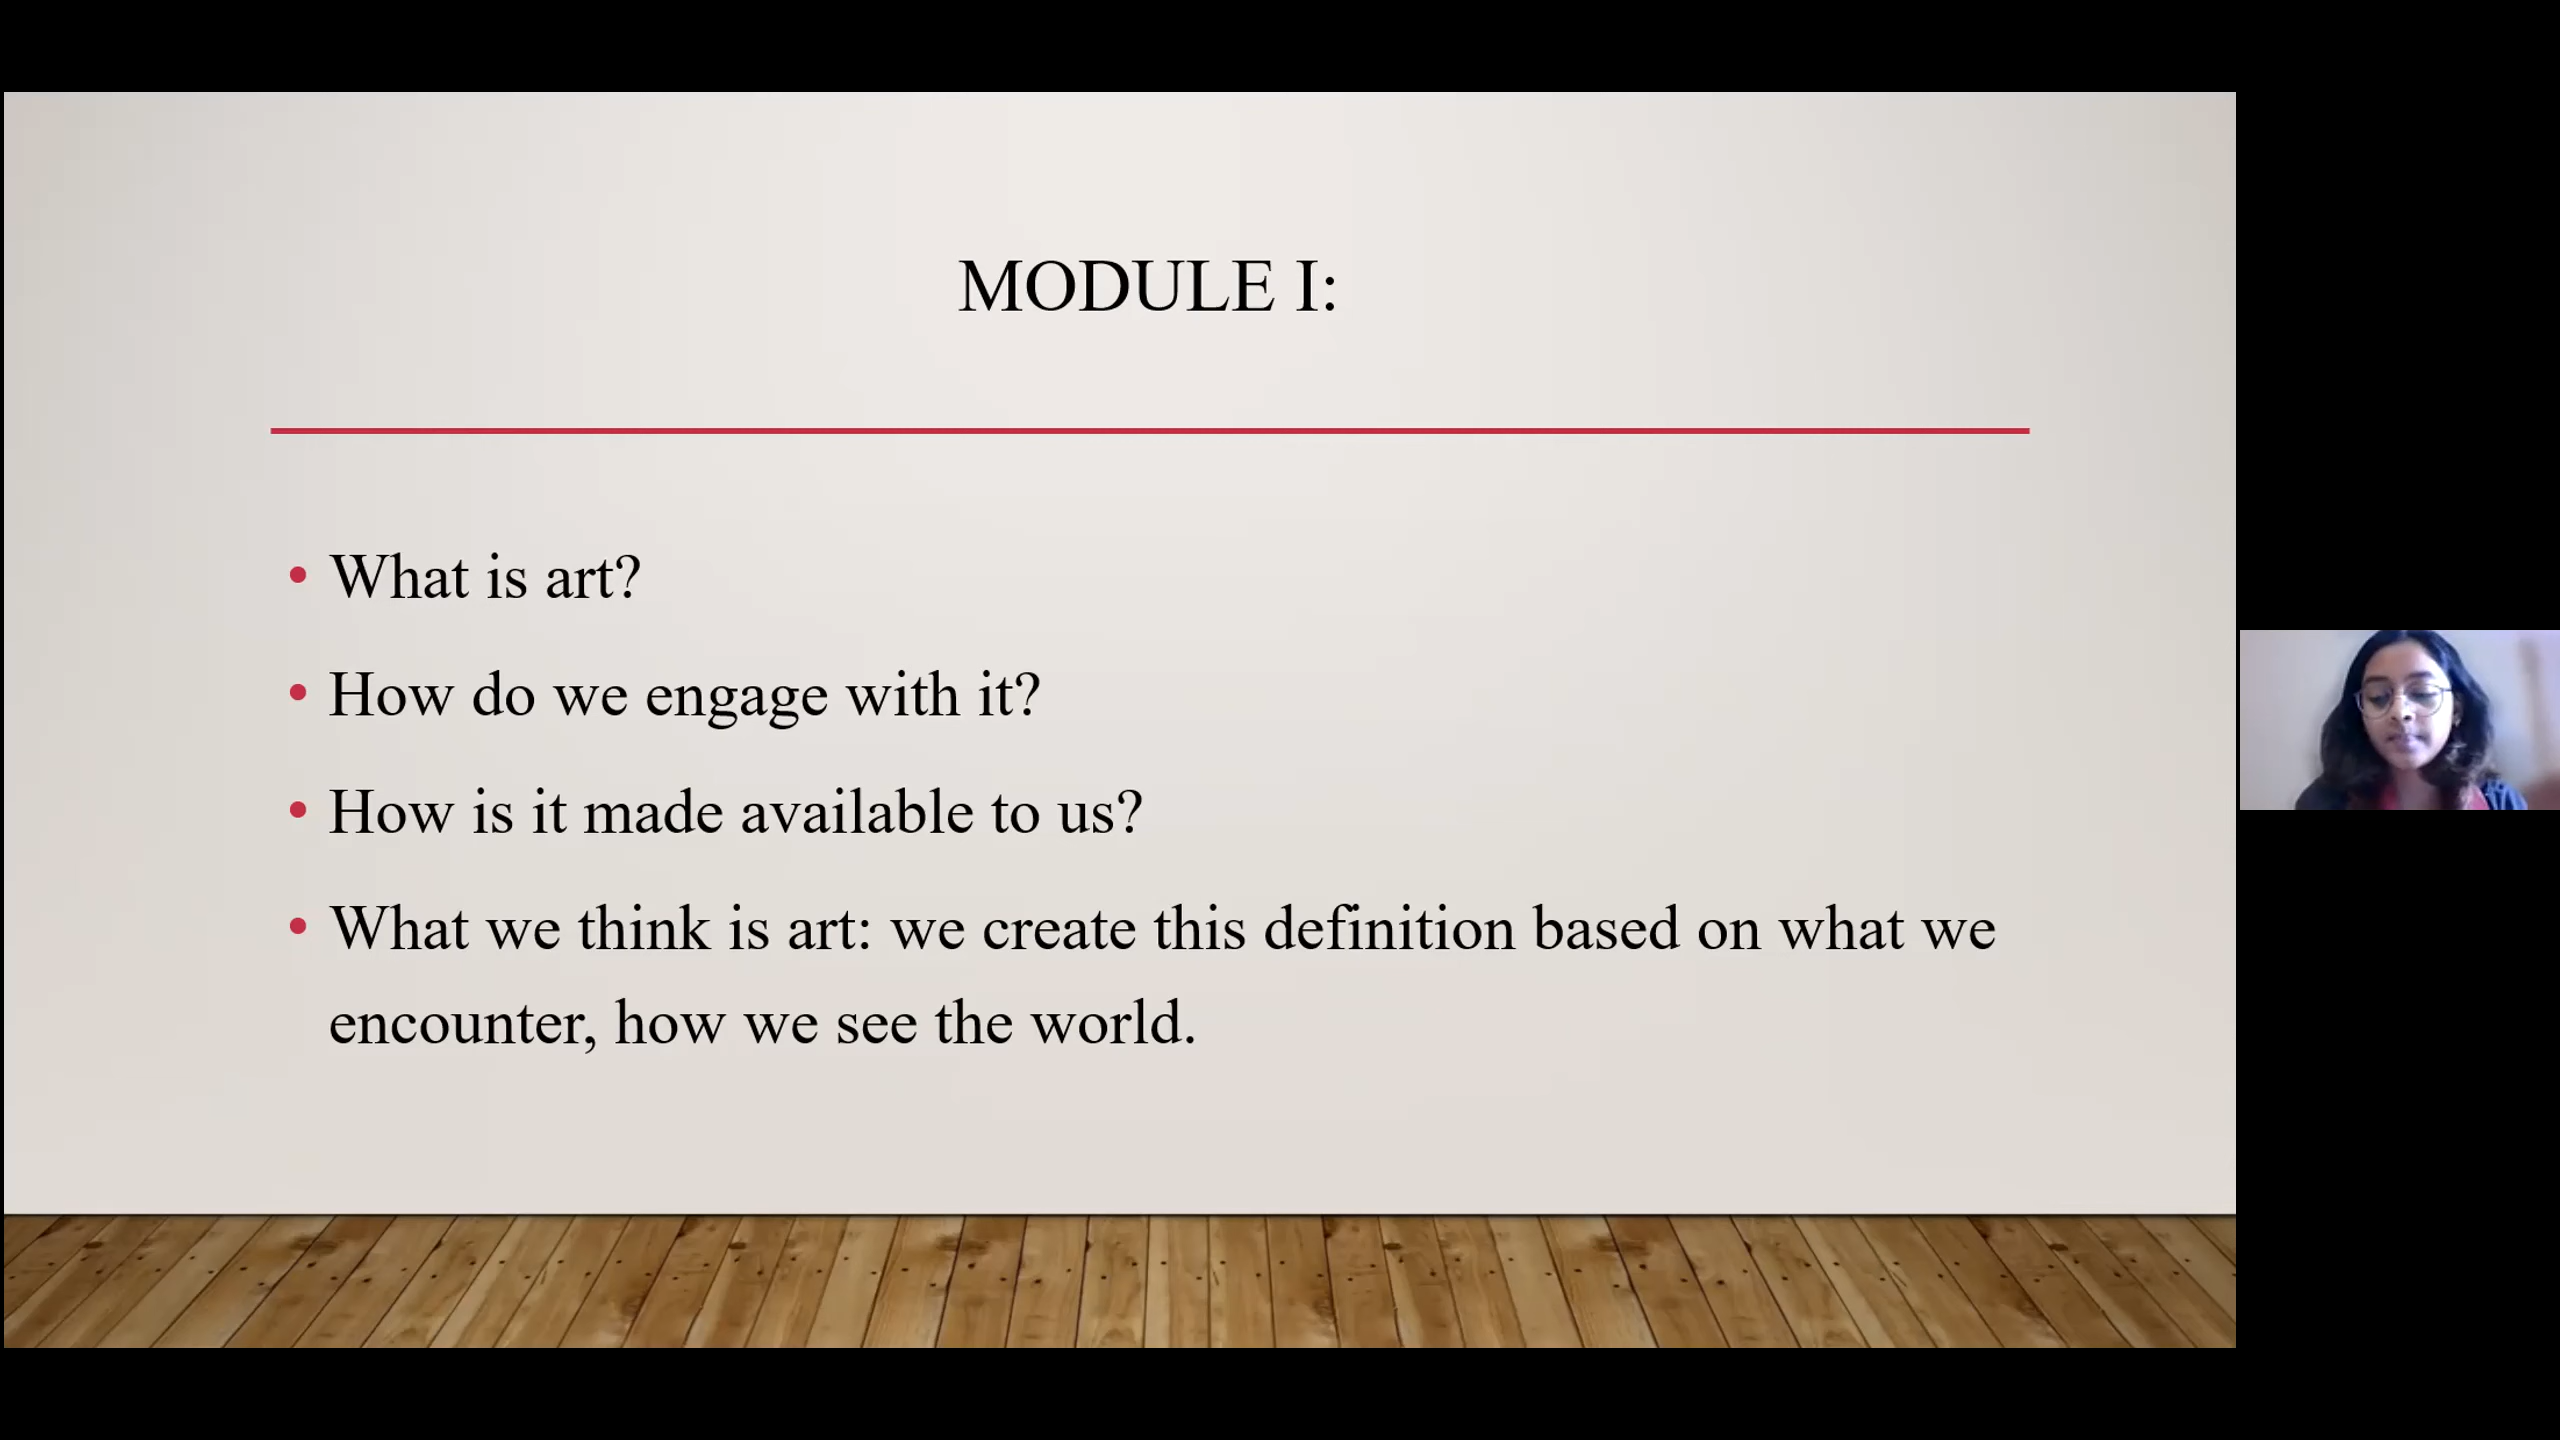 MODULE I:
• What is art?
• How do we engage with it?
• How is it made available to us?
• What we think is art: we create this definition based on what we
encounter, how we see the world.